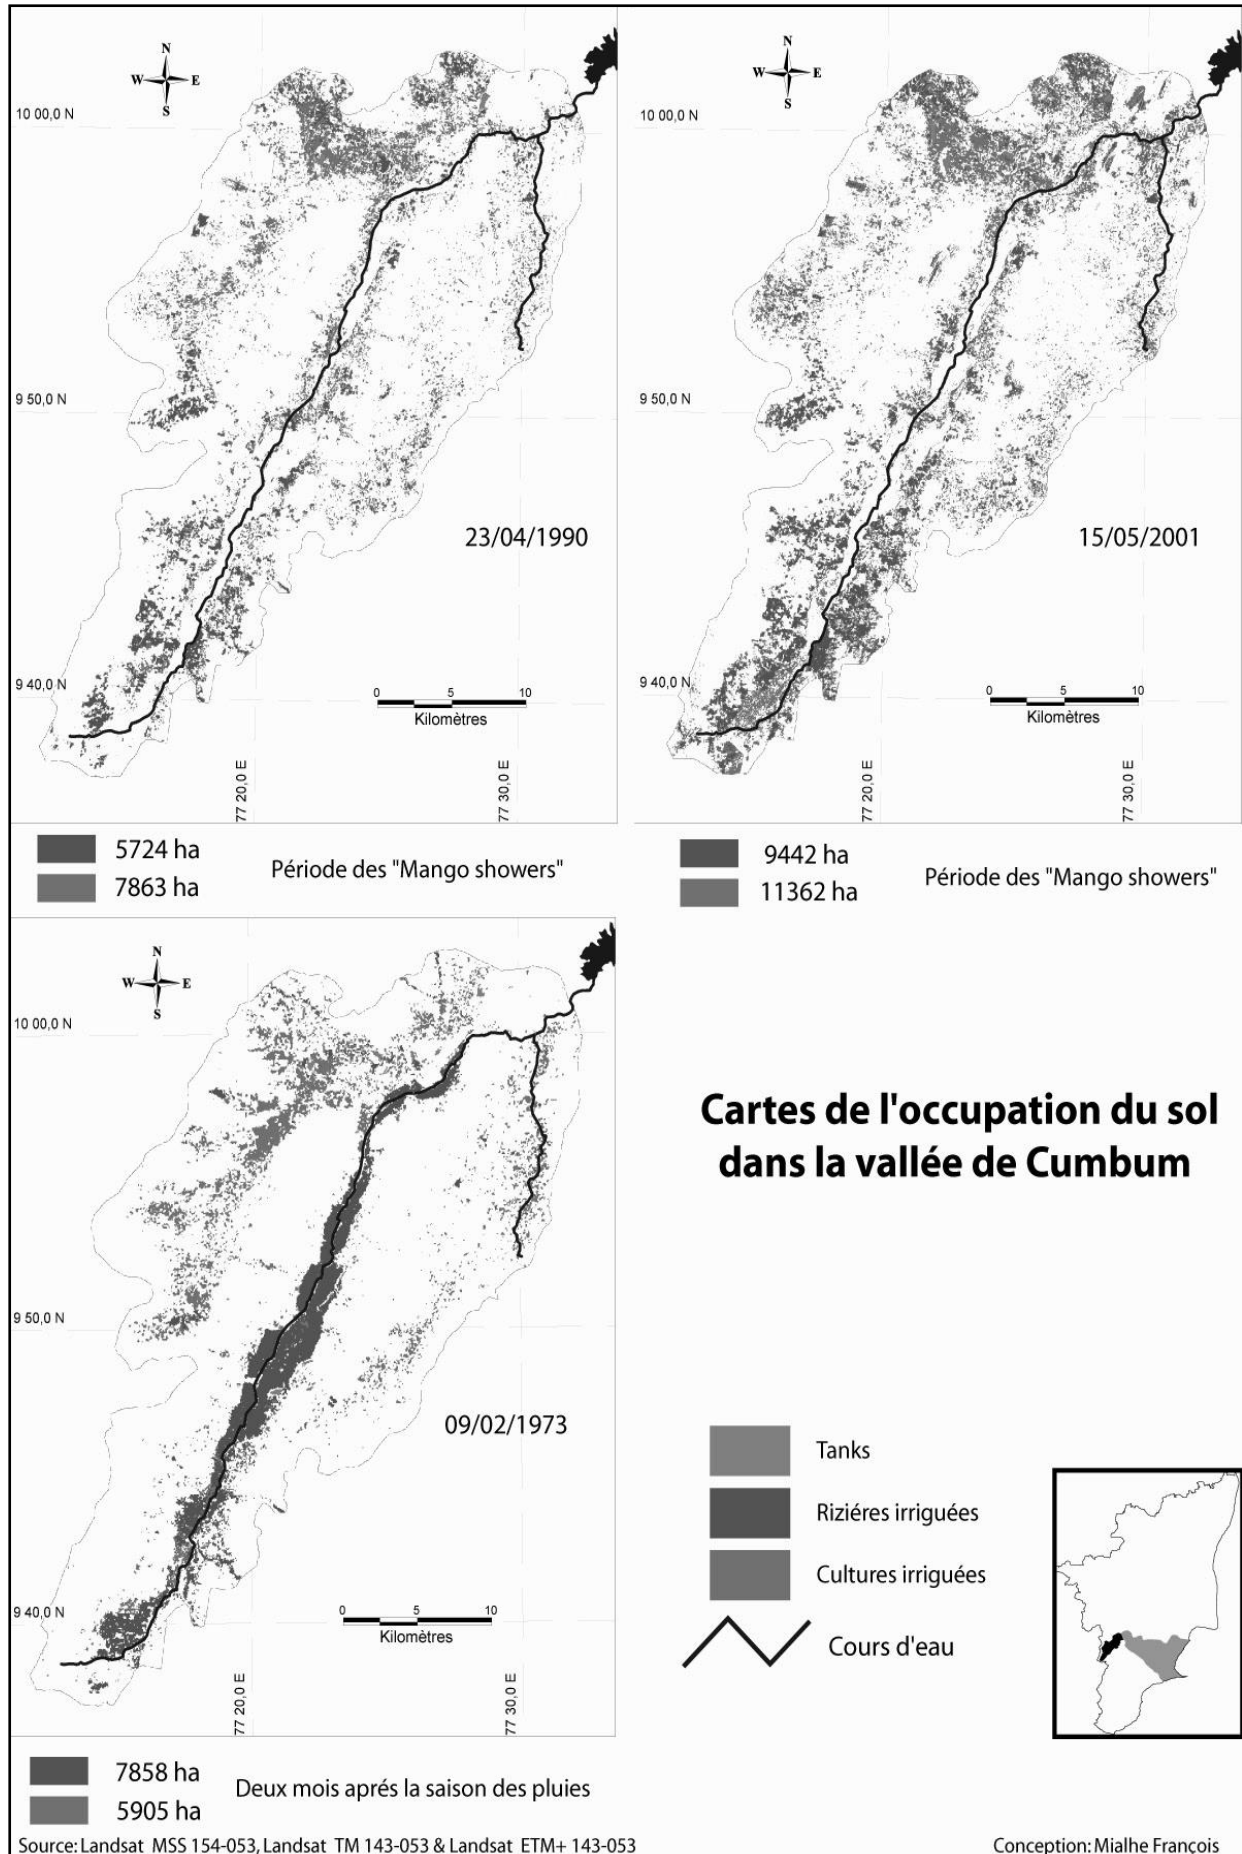 N
W E
S
10 00,0 N
9 50,0 N
23/04/1990
9 40,0 N
0 5 10
Kilomètres
77 20,0 E
77 30,0 E
5724 ha
7863 ha
Période des "Mango showers"
N
W E
S
10 00,0 N
9 50,0 N
15/05/2001
9 40,0 N
0 5 10
Kilomètres
77 20,0 E
77 30,0 E
9442 ha
11362 ha
Période des "Mango showers"
N
W E
S
10 00,0 N
9 50,0 N
09/02/1973
9 40,0 N
0 5 10
Kilomètres
77 20,0 E
77 30,0 E
7858 ha
5905 ha
Deux mois aprés la saison des pluies
Cartes de l'occupation du sol
dans la vallée de Cumbum
Tanks
Riziéres irriguées
Cultures irriguées
Cours d'eau
Source: Landsat MSS 154-053, Landsat TM 143-053 & Landsat ETM+ 143-053
Conception: Mialhe François